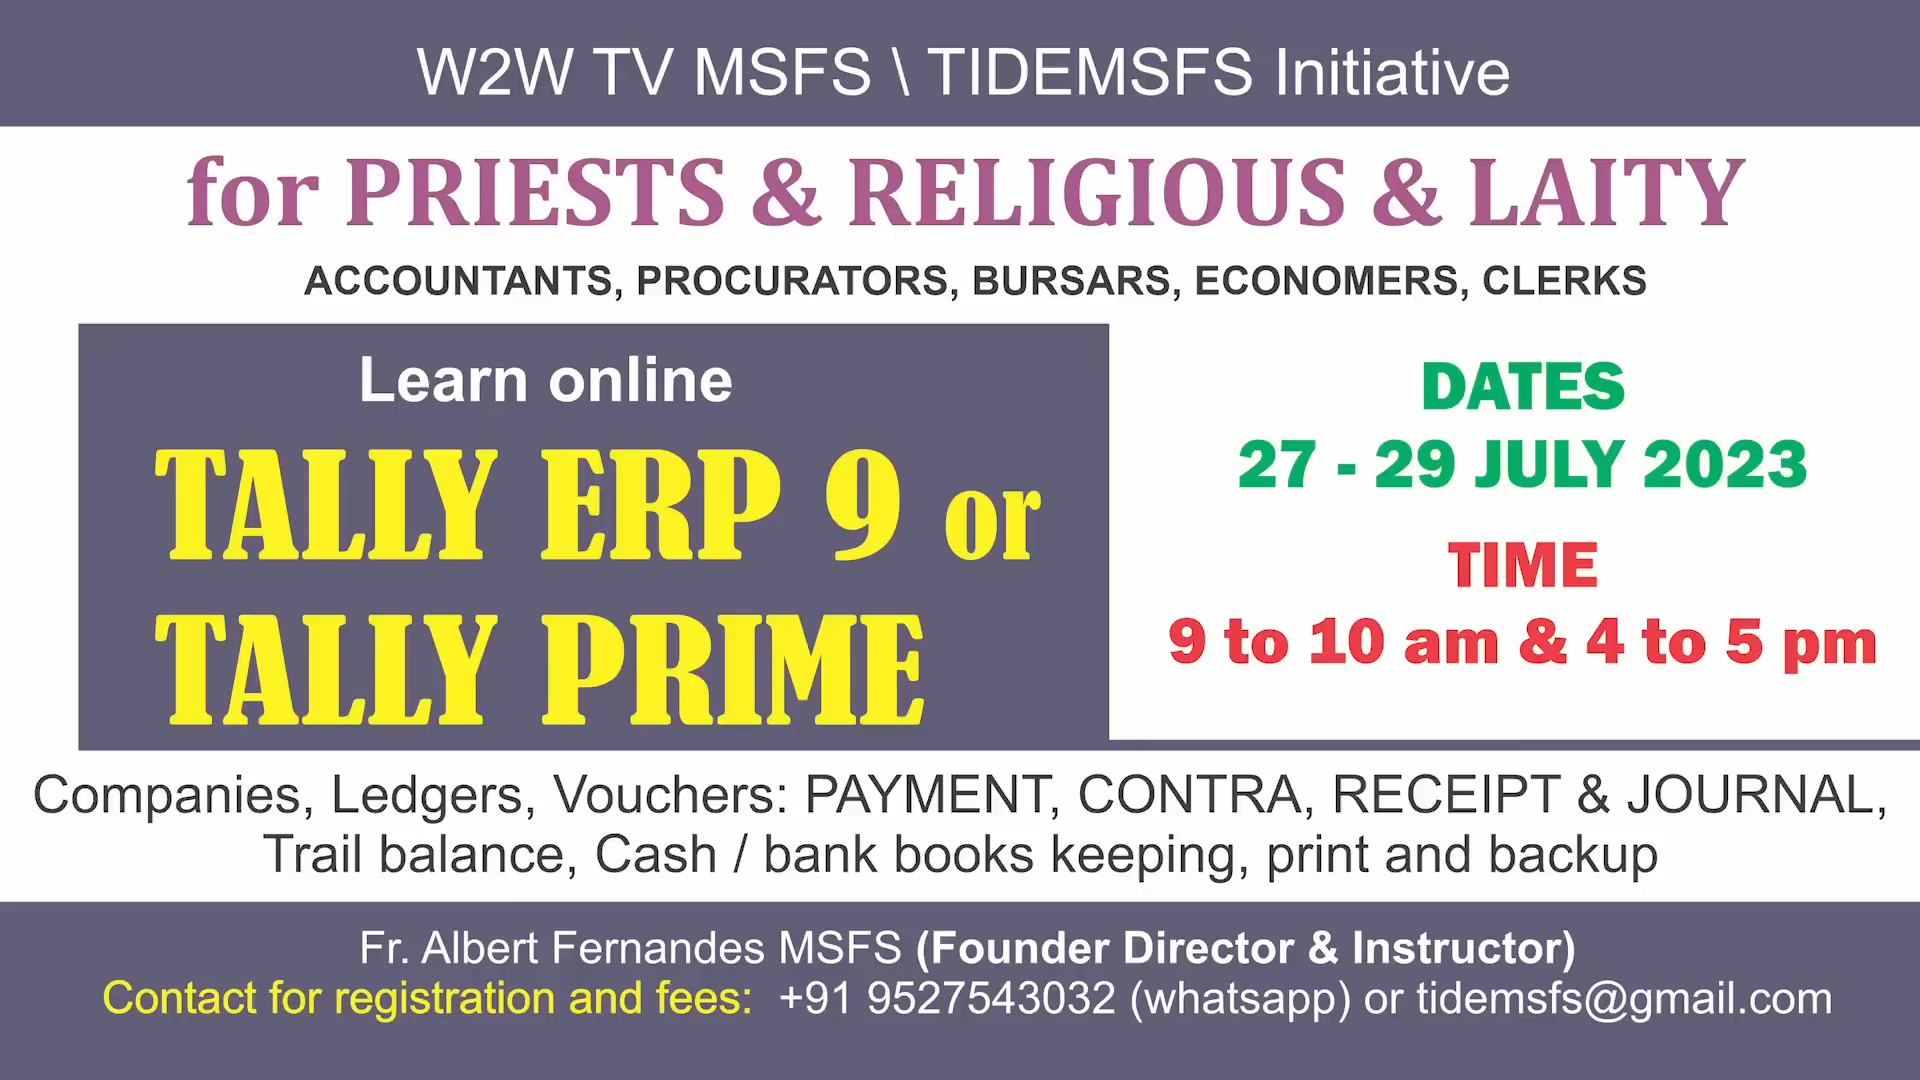 W2W TV MSFS \ TIDEMSFS Initiative
for PRIESTS & RELIGIOUS & LAITY
ACCOUNTANTS, PROCURATORS, BURSARS, ECONOMERS, CLERKS
Learn online
TALLY ERP 9 or
TALLY PRIME
DATES
27 - 29 JULY 2023
TIME
9 to 10 am & 4 to 5 pm
Companies, Ledgers, Vouchers: PAYMENT, CONTRA, RECEIPT & JOURNAL,
Trail balance, Cash / bank books keeping, print and backup
Fr. Albert Fernandes MSFS (Founder Director & Instructor)
Contact for registration and fees: +91 9527543032 (whatsapp) or tidemsfs@gmail.com